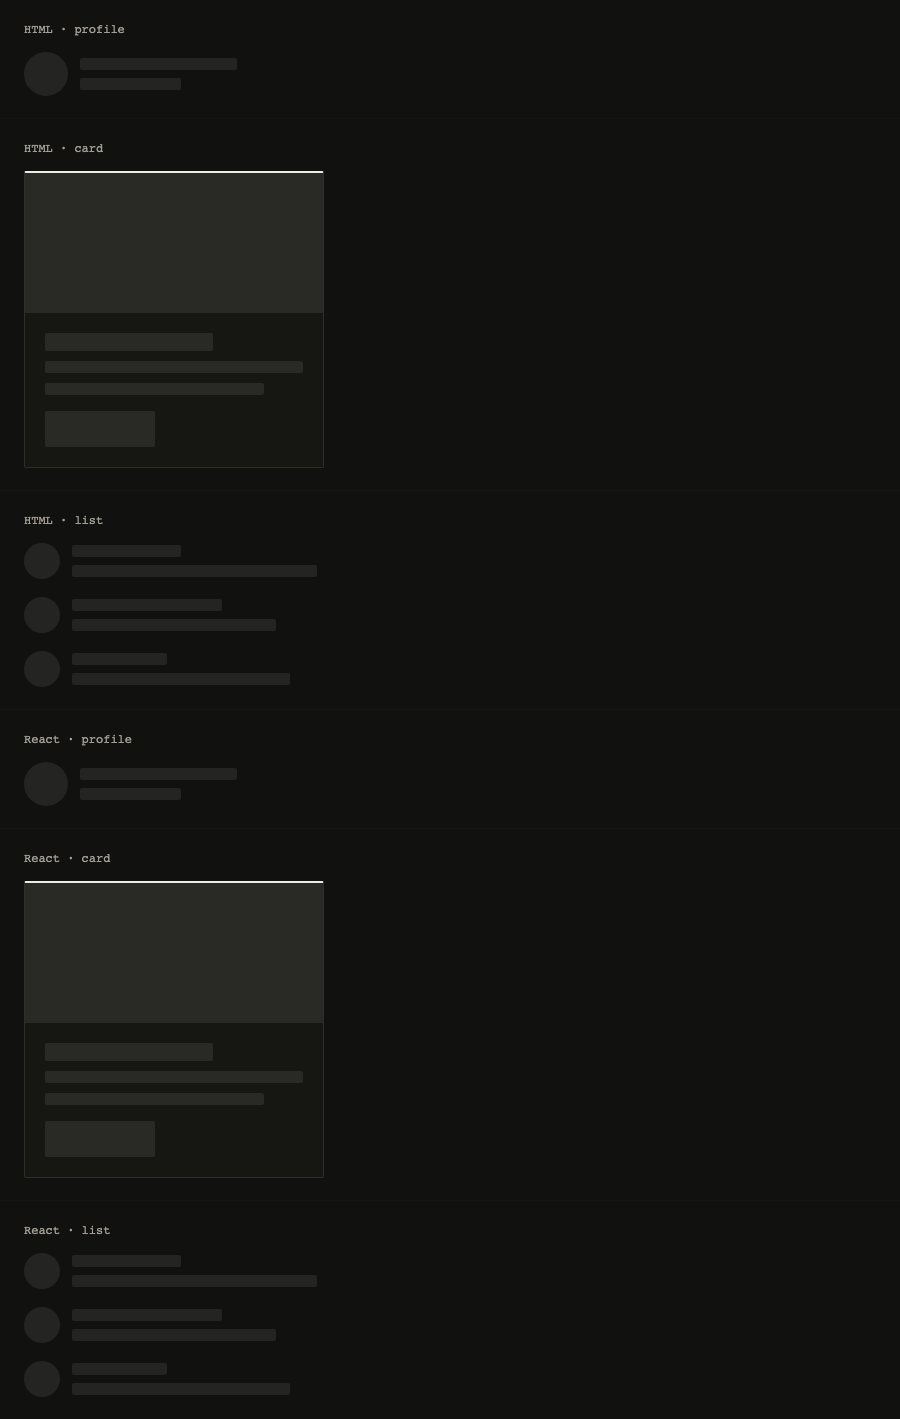 HTML · profile
HTML · card
HTML · list
React · profile
React · card
React · list